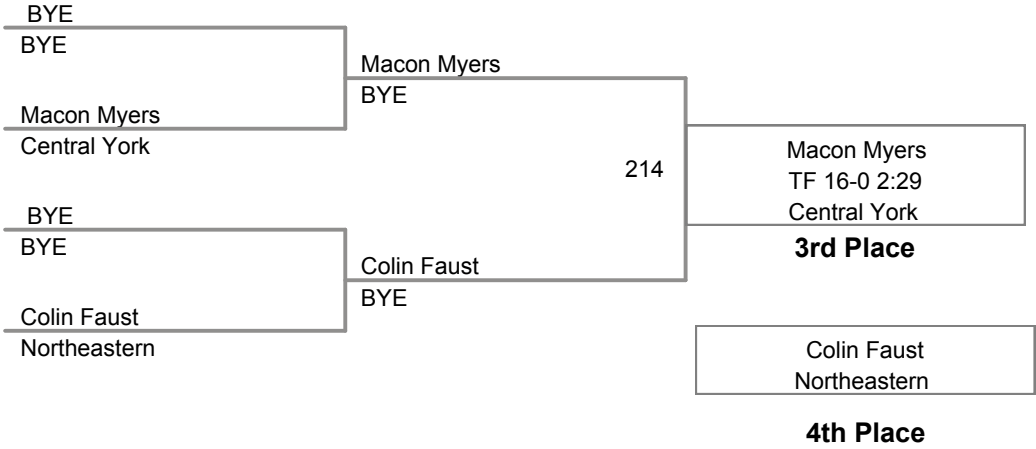 BYE
BYE
Macon Myers
Central York
BYE
BYE
Colin Faust
Northeastern
Macon Myers
BYE
Colin Faust
BYE
214
Macon Myers
TF 16-0 2:29
Central York
3rd Place
Colin Faust
Northeastern
4th Place